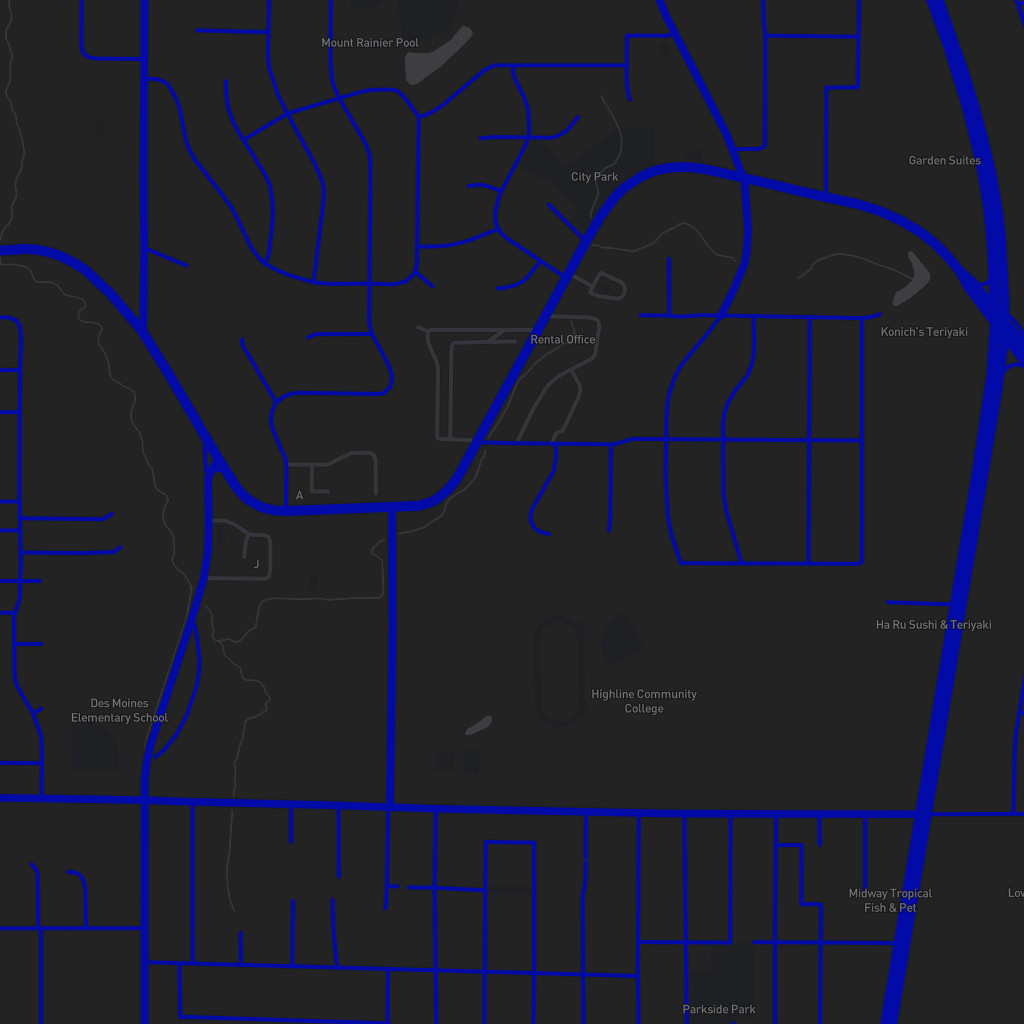 Mount Rainier Pool
Garden Suites
City Park
Konich's Teriyaki
Rental Office
A
J
Ha Ru Sushi & Teriyaki
Highline Community
College
Des Moines
Elementary School
Midway Tropical
Fish & Pet
Parkside Park